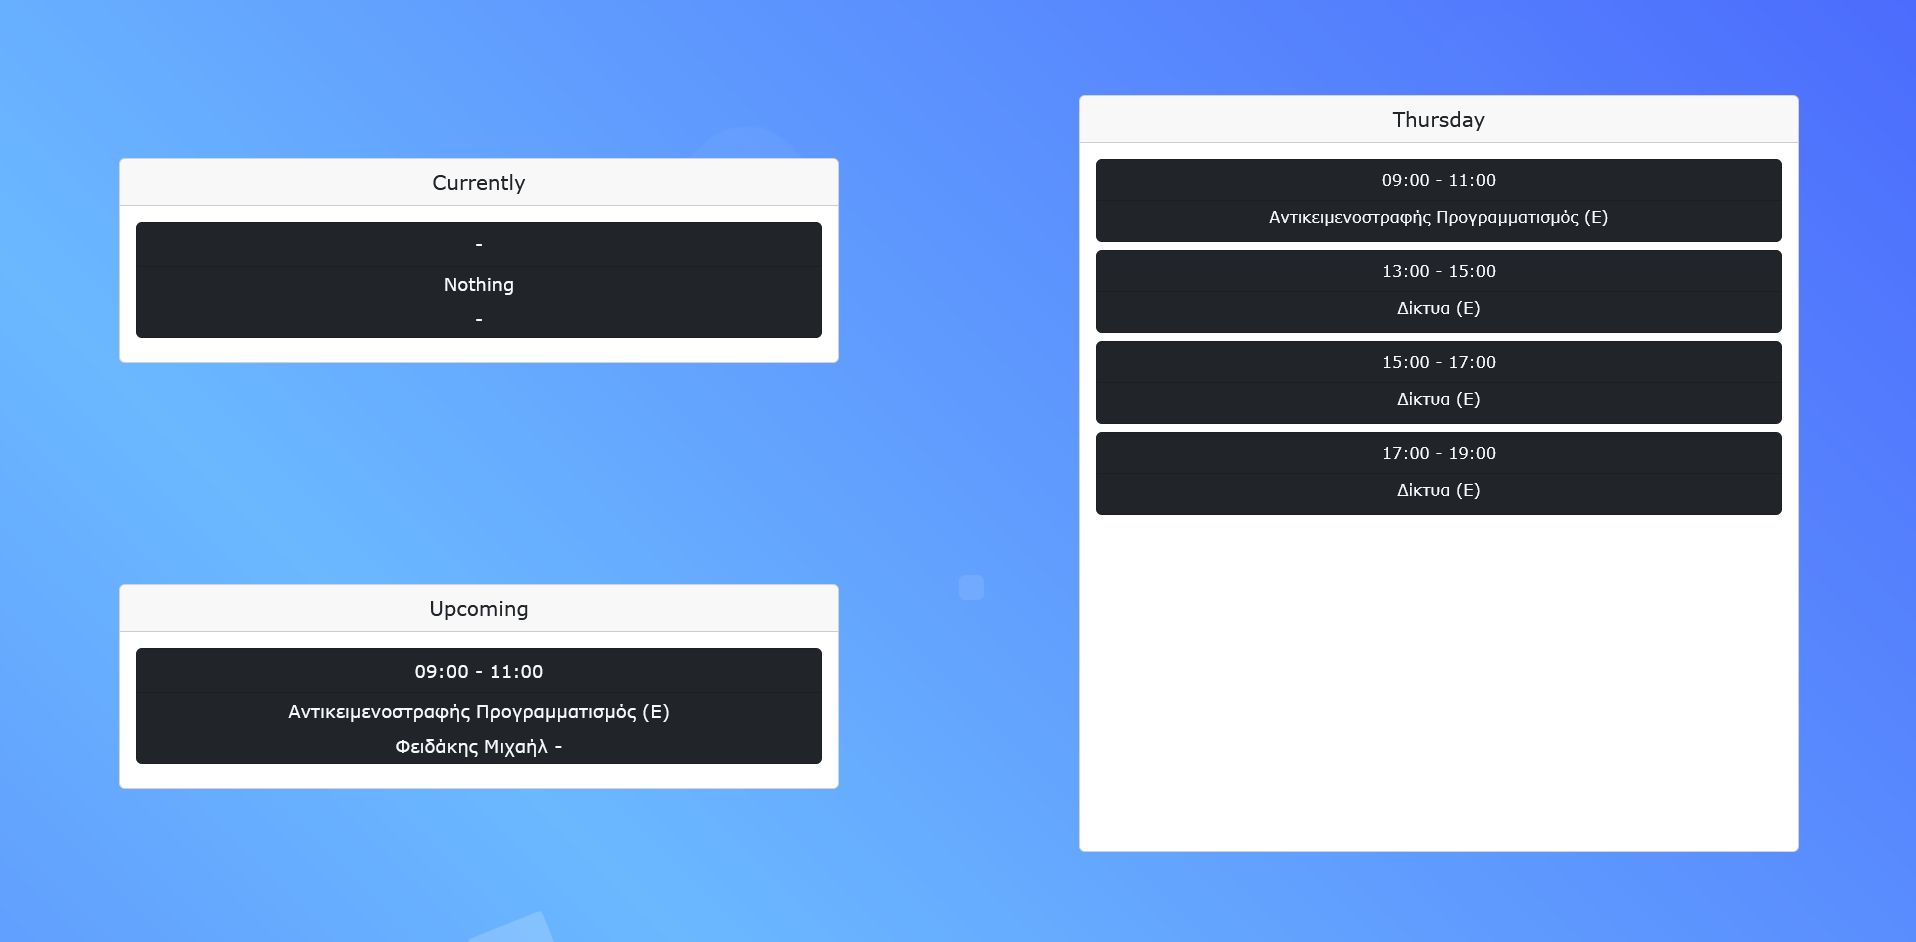 Currently
-
Nothing
-
Upcoming
09:00 - 11:00
Αντικειμενοστραφής Προγραμματισμός (Ε)
Φειδάκης Μιχαήλ -
Thursday
09:00 - 11:00
Αντικειμενοστραφής Προγραμματισμός (Ε)
13:00 - 15:00
Δίκτυα (Ε)
15:00 - 17:00
Δίκτυα (Ε)
17:00 - 19:00
Δίκτυα (Ε)